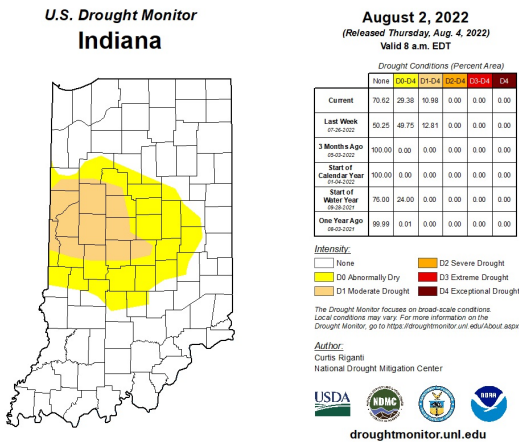 U.S. Drought Monitor
Indiana
August 2, 2022
(Released Thursday, Aug. 4, 2022)
Valid 8 a.m. EDT
Drought Conditions (Percent Area)
None D0-D4 D1-D4 D2-D4 D3-D4 D4
Current 70.62 29.38 10.98 0.00 0.00 0.00
Last Week
07-26-2022
50.25 49.75 12.81 0.00 0.00 0.00
3 Months Ago
05-03-2022
100.00 0.00 0.00 0.00 0.00 0.00
Start of
Calendar Year
01-04-2022
100.00 0.00 0.00 0.00 0.00 0.00
Start of
Water Year
09-28-2021
76.00 24.00 0.00 0.00 0.00 0.00
One Year Ago
08-03-2021
99.99 0.01 0.00 0.00 0.00 0.00
Intensity:
None
D0 Abnormally Dry
D1 Moderate Drought
D2 Severe Drought
D3 Extreme Drought
D4 Exceptional Drought
The Drought Monitor focuses on broad-scale conditions.
Local conditions may vary. For more information on the
Drought Monitor, go to https://droughtmonitor.unl.edu/About.aspx
Author:
Curtis Riganti
National Drought Mitigation Center
USDA
NDMC
NOAA
droughtmonitor.unl.edu